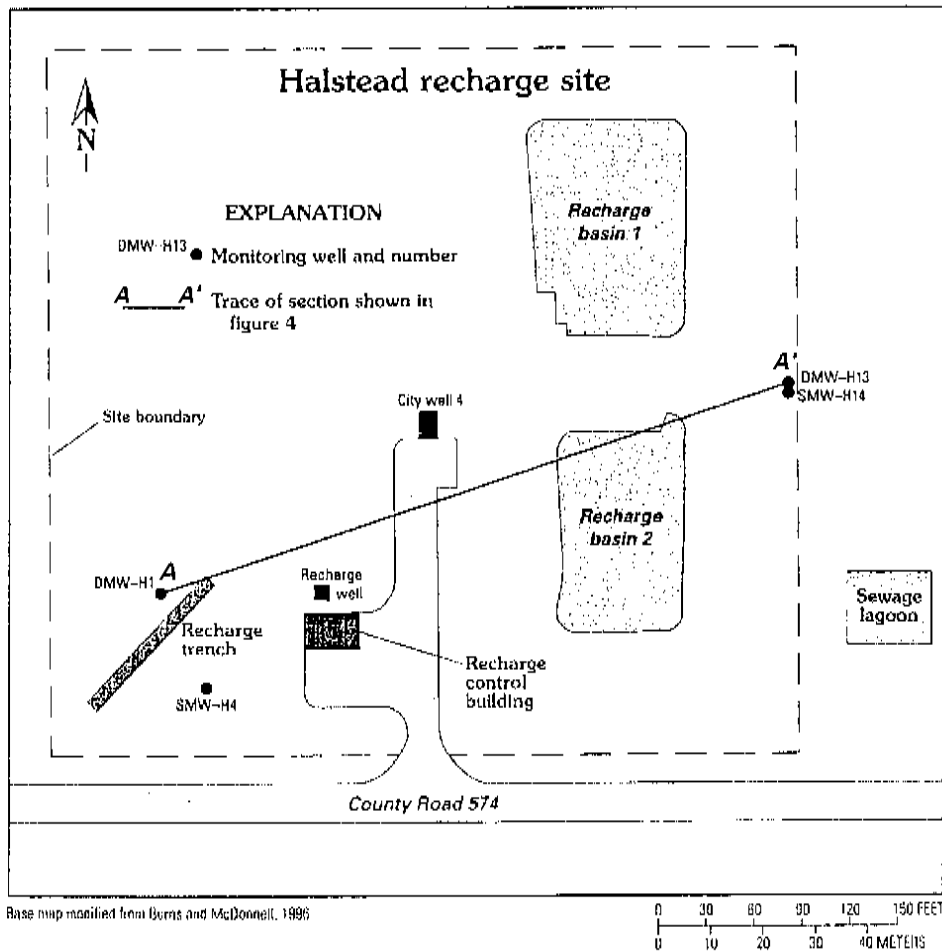 Halstead recharge site
N
EXPLANATION
DMW-H13 Monitoring well and number
A A' Trace of section shown in
figure 4
Recharge
basin 1
A'
DMW-H13
SMW-H14
City well 4
Site boundary
Recharge
basin 2
DMW-H1 A
Recharge
well
Recharge
trench
Sewage
lagoon
Recharge
control
building
SMW-H4
County Road 574
Base map modified from Burns and McDonnell, 1996
0 30 60 90 120 150 FEET
0 10 20 30 40 METERS